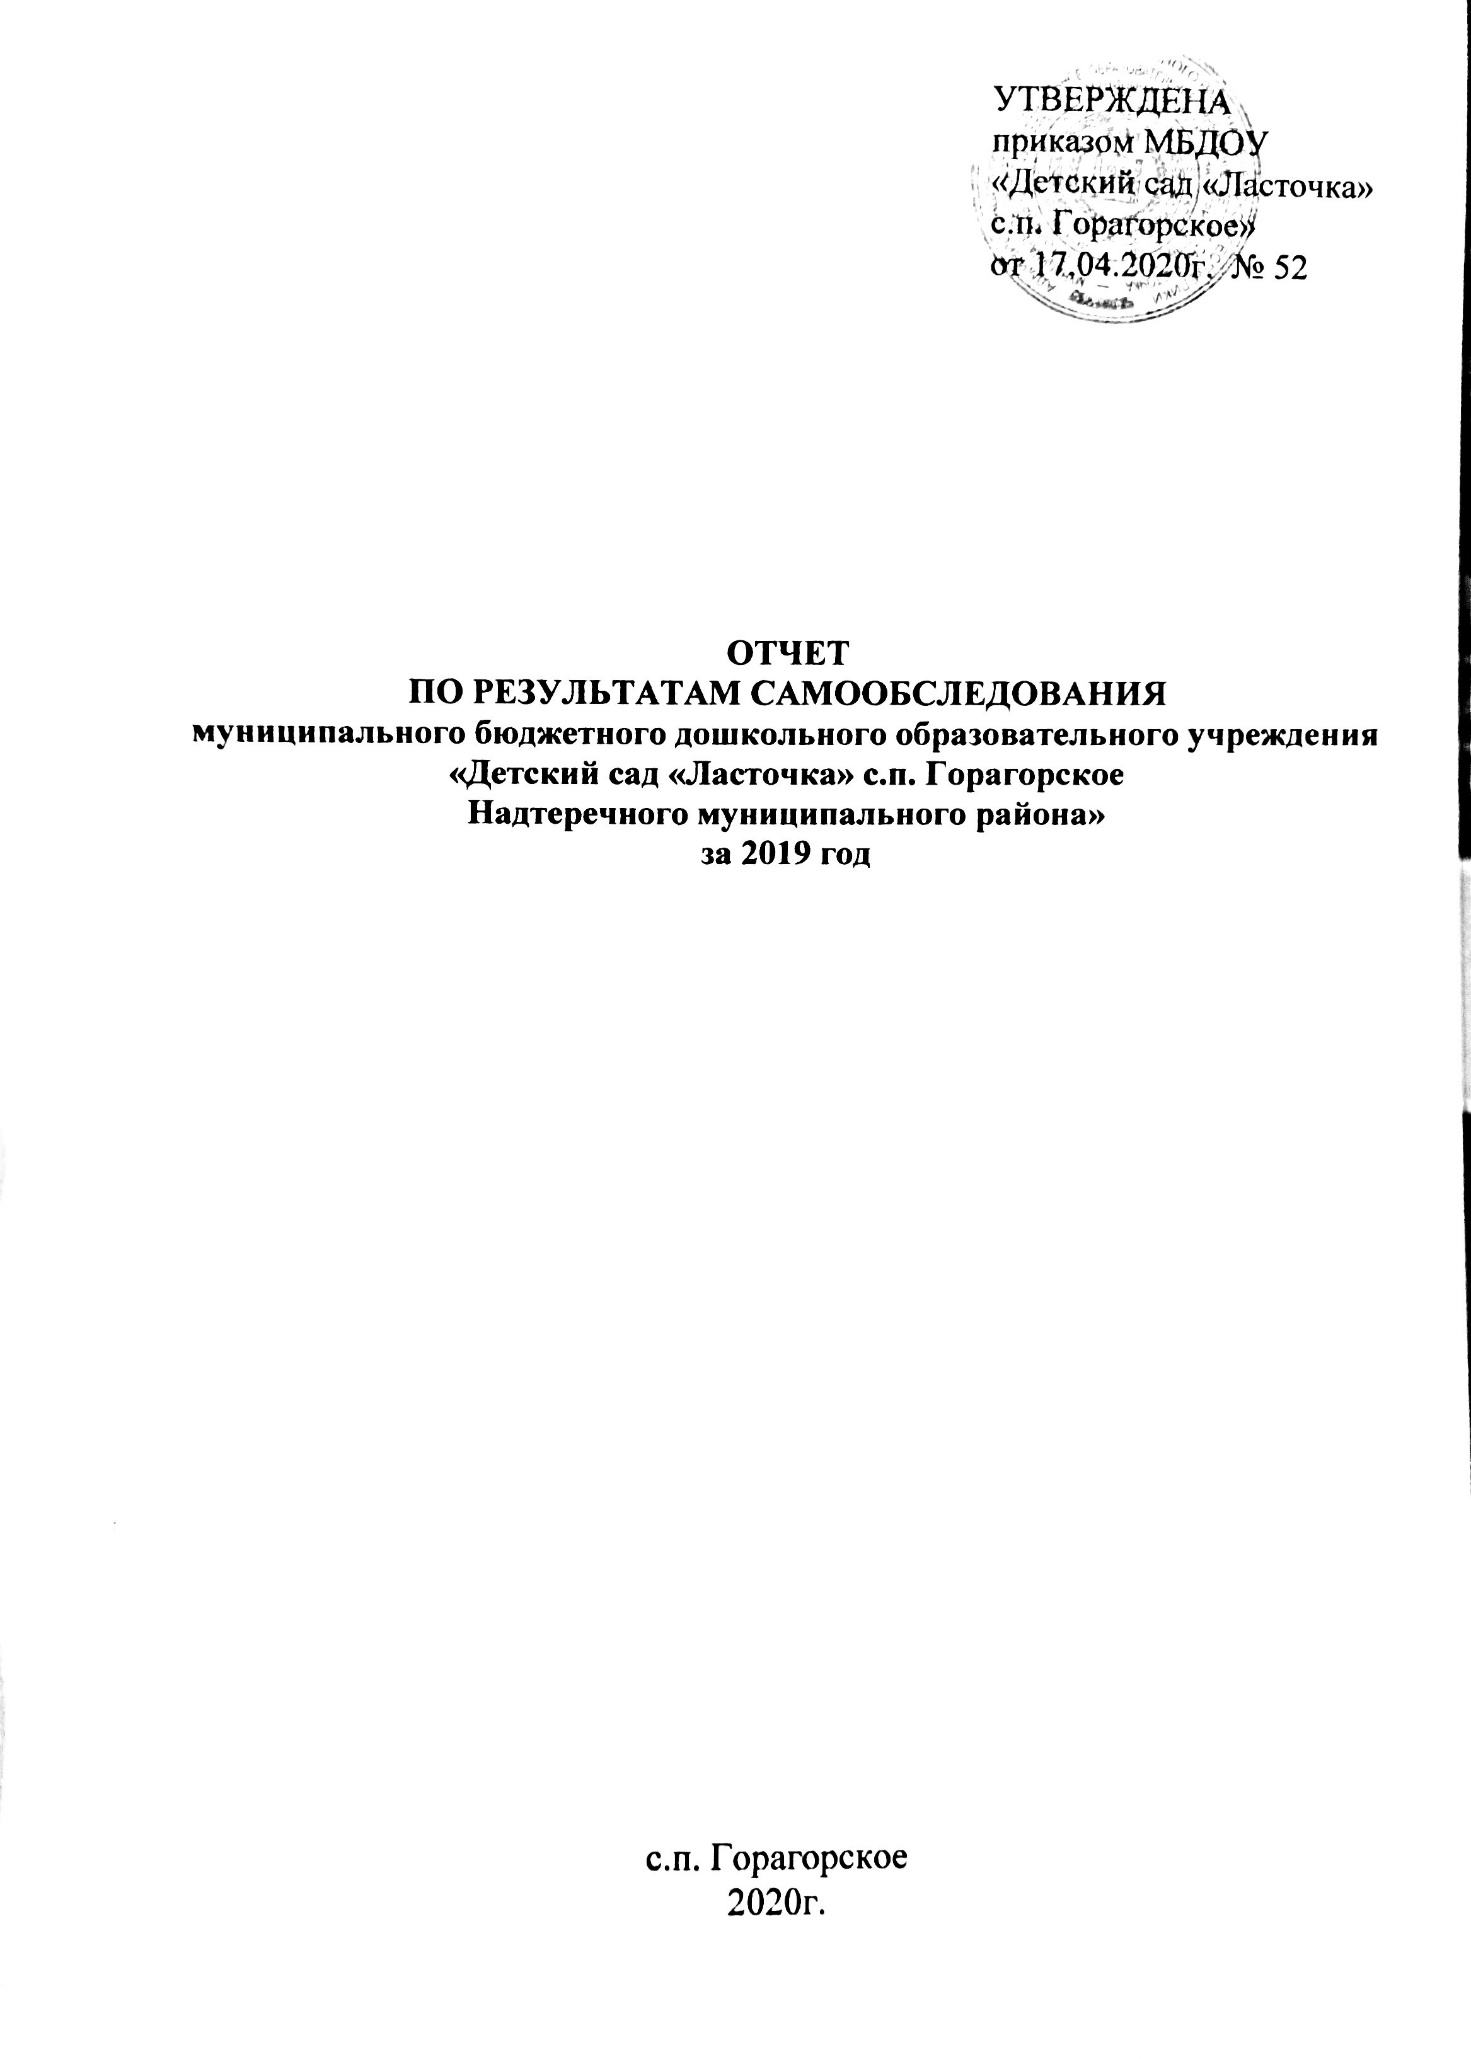 УТВЕРЖДЕНА
приказом МБДОУ
«Детский сад «Ласточка»
с.п. Горагорское»
от 17.04.2020г. № 52
ОТЧЕТ
ПО РЕЗУЛЬТАТАМ САМООБСЛЕДОВАНИЯ
муниципального бюджетного дошкольного образовательного учреждения
«Детский сад «Ласточка» с.п. Горагорское
Надтеречного муниципального района»
за 2019 год
с.п. Горагорское
2020г.